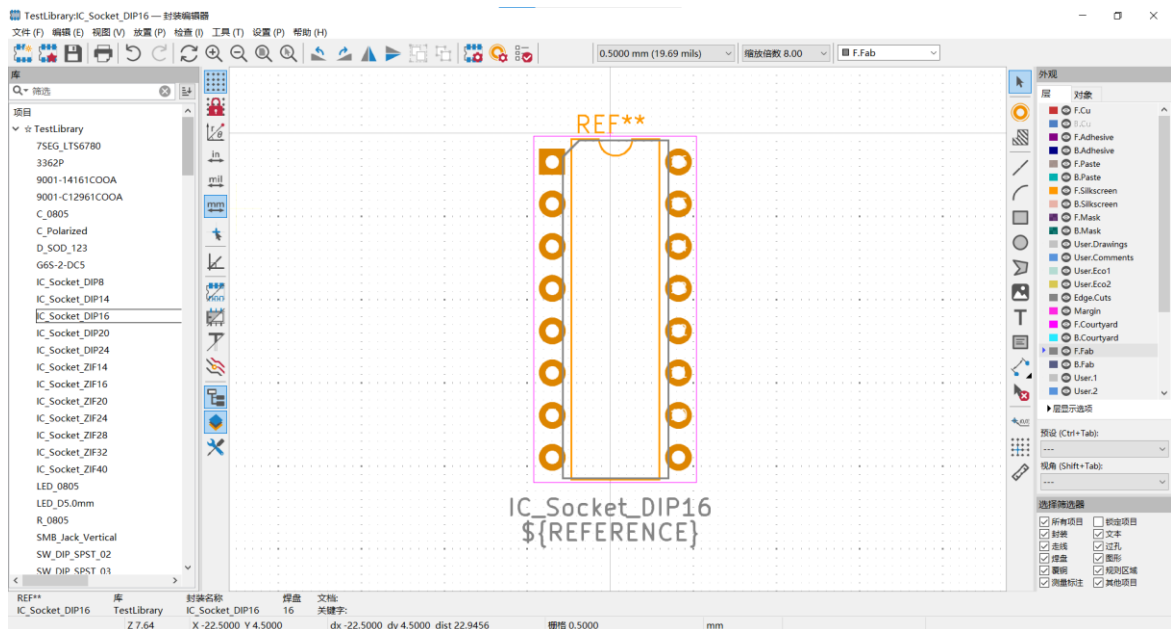 TestLibrary:IC_Socket_DIP16 — 封装编辑器
文件(F) 编辑(E) 视图(V) 放置(P) 检查(I) 工具(T) 设置(P) 帮助(H)
0.5000 mm (19.69 mils) 缩放倍数 8.00 F.Fab
库
筛选
项目
TestLibrary
7SEG_LTS6780
3362P
9001-14161COOA
9001-C12961COOA
C_0805
C_Polarized
D_SOD_123
G6S-2-DC5
IC_Socket_DIP8
IC_Socket_DIP14
IC_Socket_DIP16
IC_Socket_DIP20
IC_Socket_DIP24
IC_Socket_ZIF14
IC_Socket_ZIF16
IC_Socket_ZIF20
IC_Socket_ZIF24
IC_Socket_ZIF28
IC_Socket_ZIF32
IC_Socket_ZIF40
LED_0805
LED_D5.0mm
R_0805
SMB_Jack_Vertical
SW_DIP_SPST_02
SW_DIP_SPST_03
in
mil
mm
REF**
IC_Socket_DIP16
${REFERENCE}
外观
层 对象
F.Cu
B.Cu
F.Adhesive
B.Adhesive
F.Paste
B.Paste
F.Silkscreen
B.Silkscreen
F.Mask
B.Mask
User.Drawings
User.Comments
User.Eco1
User.Eco2
Edge.Cuts
Margin
F.Courtyard
B.Courtyard
F.Fab
B.Fab
User.1
User.2
层显示选项
预设 (Ctrl+Tab):
---
视角 (Shift+Tab):
---
选择筛选器
所有项目 锁定项目
封装 文本
走线 过孔
焊盘 图形
覆铜 规则区域
测量标注 其他项目
REF** 库 封装名称 焊盘 文档:
IC_Socket_DIP16 TestLibrary IC_Socket_DIP16 16 关键字:
Z 7.64 X -22.5000 Y 4.5000 dx -22.5000 dy 4.5000 dist 22.9456 栅格 0.5000 mm